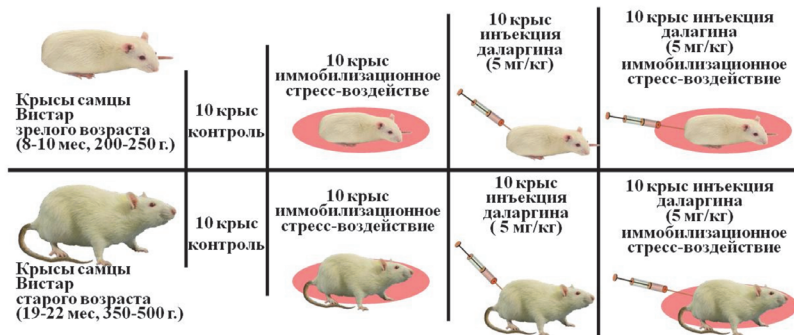 Крысы самцы
Вистар
зрелого возраста
(8-10 мес, 200-250 г.)
10 крыс
контроль
10 крыс
иммобилизационное
стресс-воздействе
10 крыс
инъекция
даларгина
(5 мг/кг)
10 крыс инъекция
далагина
(5 мг/кг)
иммобилизационное
стресс-воздействие
Крысы самцы
Вистар
старого возраста
(19-22 мес, 350-500 г.)
10 крыс
контроль
10 крыс
иммобилизационное
стресс-воздействие
10 крыс
инъекция
даларгина
( 5 мг/кг)
10 крыс инъекция
даларгина
(5 мг/кг)
иммобилизационное
стресс-воздействие